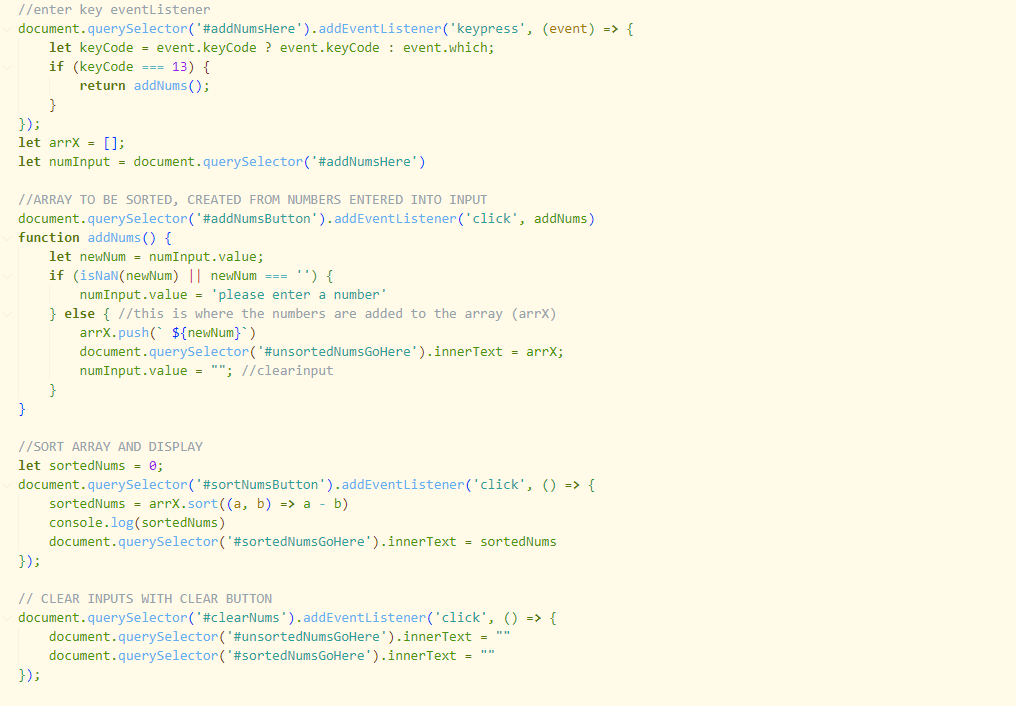 //enter key eventListener
document.querySelector('#addNumsHere').addEventListener('keypress', (event) => {
    let keyCode = event.keyCode ? event.keyCode : event.which;
    if (keyCode === 13) {
        return addNums();
    }
});
let arrX = [];
let numInput = document.querySelector('#addNumsHere')

//ARRAY TO BE SORTED, CREATED FROM NUMBERS ENTERED INTO INPUT
document.querySelector('#addNumsButton').addEventListener('click', addNums)
function addNums() {
    let newNum = numInput.value;
    if (isNaN(newNum) || newNum === '') {
        numInput.value = 'please enter a number'
    } else { //this is where the numbers are added to the array (arrX)
        arrX.push(` ${newNum}`)
        document.querySelector('#unsortedNumsGoHere').innerText = arrX;
        numInput.value = ""; //clearinput
    }
}

//SORT ARRAY AND DISPLAY
let sortedNums = 0;
document.querySelector('#sortNumsButton').addEventListener('click', () => {
    sortedNums = arrX.sort((a, b) => a - b)
    console.log(sortedNums)
    document.querySelector('#sortedNumsGoHere').innerText = sortedNums
});

// CLEAR INPUTS WITH CLEAR BUTTON
document.querySelector('#clearNums').addEventListener('click', () => {
    document.querySelector('#unsortedNumsGoHere').innerText = ""
    document.querySelector('#sortedNumsGoHere').innerText = ""
});